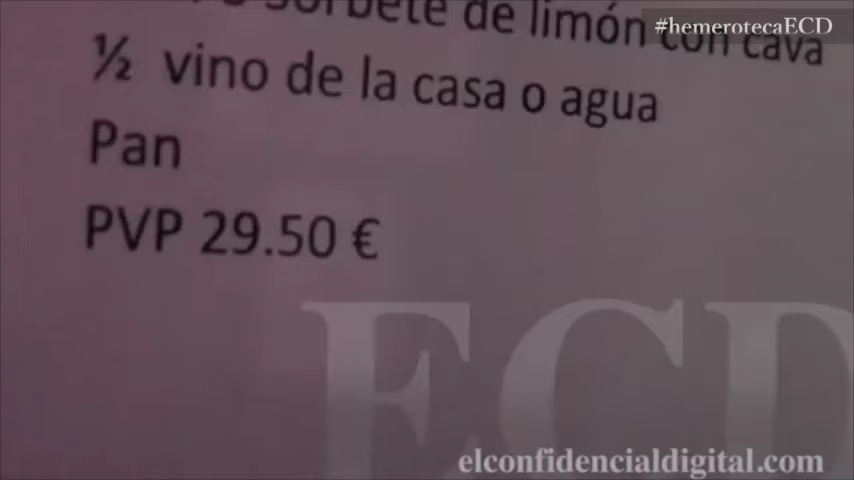 #hemerotecaECD
sorbete de limón con cava
½ vino de la casa o agua
Pan
PVP 29.50 €
ECD
elconfidencialdigital.com